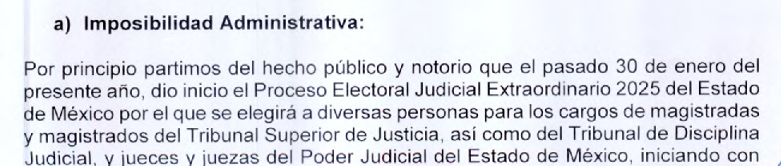 a) Imposibilidad Administrativa:
Por principio partimos del hecho público y notorio que el pasado 30 de enero del
presente año, dio inicio el Proceso Electoral Judicial Extraordinario 2025 del Estado
de México por el que se elegirá a diversas personas para los cargos de magistradas
y magistrados del Tribunal Superior de Justicia, así como del Tribunal de Disciplina
Judicial, y jueces y juezas del Poder Judicial del Estado de México, iniciando con